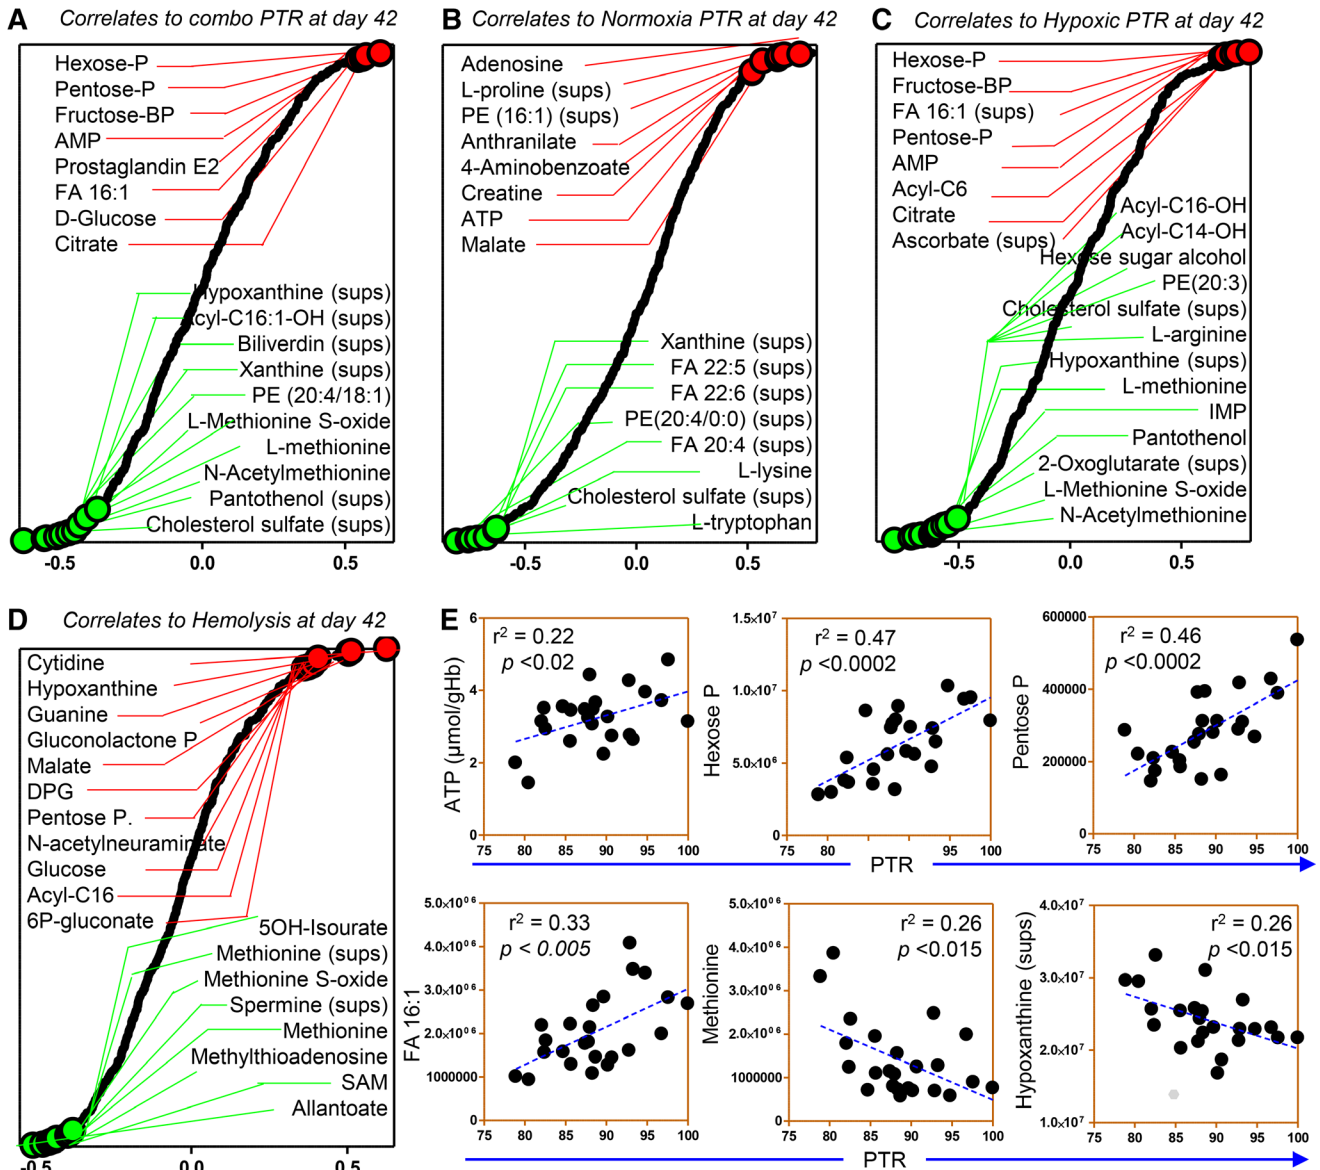 A Correlates to combo PTR at day 42
Hexose-P
Pentose-P
Fructose-BP
AMP
Prostaglandin E2
FA 16:1
D-Glucose
Citrate
Hypoxanthine (sups)
Acyl-C16:1-OH (sups)
Biliverdin (sups)
Xanthine (sups)
PE (20:4/18:1)
L-Methionine S-oxide
L-methionine
N-Acetylmethionine
Pantothenol (sups)
Cholesterol sulfate (sups)
-0.5 0.0 0.5
B Correlates to Normoxia PTR at day 42
Adenosine
L-proline (sups)
PE (16:1) (sups)
Anthranilate
4-Aminobenzoate
Creatine
ATP
Malate
Xanthine (sups)
FA 22:5 (sups)
FA 22:6 (sups)
PE(20:4/0:0) (sups)
FA 20:4 (sups)
L-lysine
Cholesterol sulfate (sups)
L-tryptophan
-0.5 0.0 0.5
C Correlates to Hypoxic PTR at day 42
Hexose-P
Fructose-BP
FA 16:1 (sups)
Pentose-P
AMP
Acyl-C6
Citrate
Ascorbate (sups)
Acyl-C16-OH
Acyl-C14-OH
Hexose sugar alcohol
PE(20:3)
Cholesterol sulfate (sups)
L-arginine
Hypoxanthine (sups)
L-methionine
IMP
Pantothenol
2-Oxoglutarate (sups)
L-Methionine S-oxide
N-Acetylmethionine
-0.5 0.0 0.5
D Correlates to Hemolysis at day 42
Cytidine
Hypoxanthine
Guanine
Gluconolactone P
Malate
DPG
Pentose P.
N-acetylneuraminate
Glucose
Acyl-C16
6P-gluconate
5OH-Isourate
Methionine (sups)
Methionine S-oxide
Spermine (sups)
Methionine
Methylthioadenosine
SAM
Allantoate
-0.5 0.0 0.5
E
r² = 0.22
p <0.02
ATP (µmol/gHb)
6
4
2
0
75 80 85 90 95 100
r² = 0.47
p <0.0002
Hexose P
1.5x10⁷
1.0x10⁷
5.0x10⁶
0
75 80 85 90 95 100
r² = 0.46
p <0.0002
Pentose P
600000
400000
200000
0
75 80 85 90 95 100
PTR
r² = 0.33
p < 0.005
FA 16:1
5.0x10⁰⁶
4.0x10⁰⁶
3.0x10⁰⁶
2.0x10⁰⁶
1000000
0
75 80 85 90 95 100
r² = 0.26
p <0.015
Methionine
5.0x10⁰⁶
4.0x10⁰⁶
3.0x10⁰⁶
2.0x10⁰⁶
1000000
0
75 80 85 90 95 100
r² = 0.26
p <0.015
Hypoxanthine (sups)
4.0x10⁷
3.0x10⁷
2.0x10⁷
1.0x10⁷
75 80 85 90 95 100
PTR